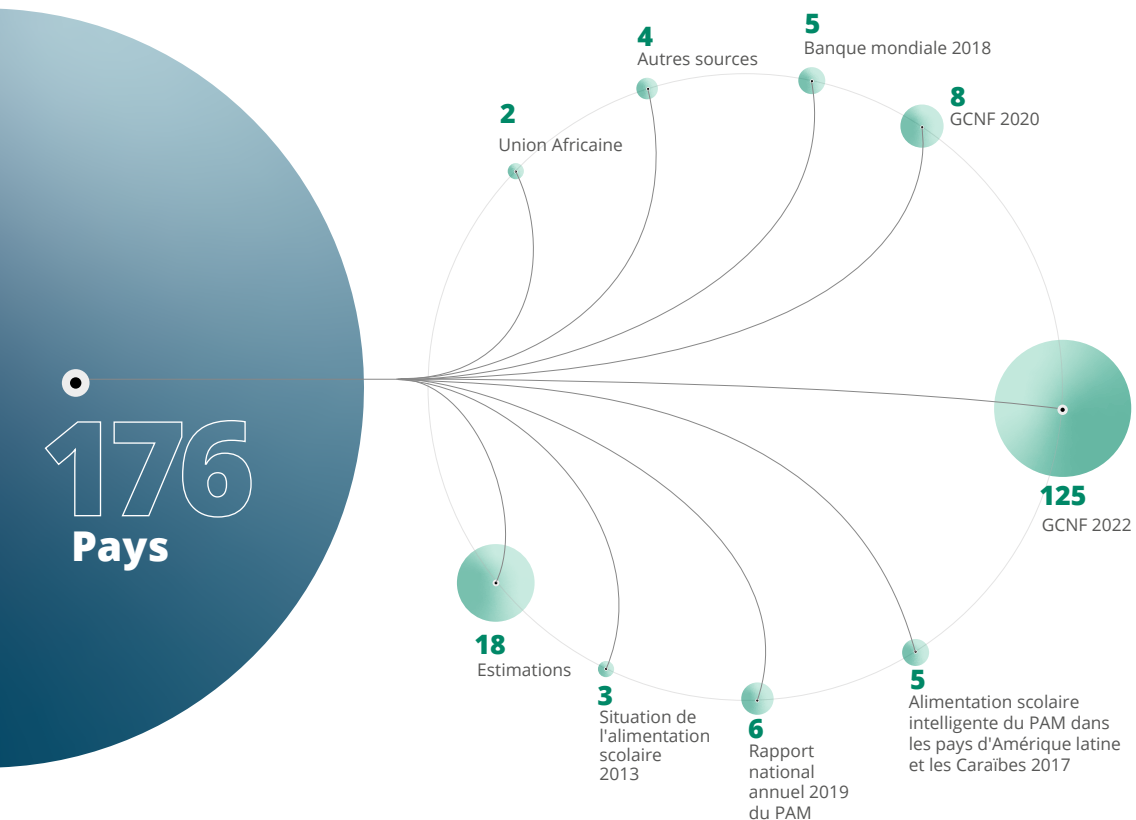 176
Pays
2
Union Africaine
4
Autres sources
5
Banque mondiale 2018
8
GCNF 2020
125
GCNF 2022
5
Alimentation scolaire
intelligente du PAM dans
les pays d'Amérique latine
et les Caraïbes 2017
6
Rapport
national
annuel 2019
du PAM
3
Situation de
l'alimentation
scolaire
2013
18
Estimations